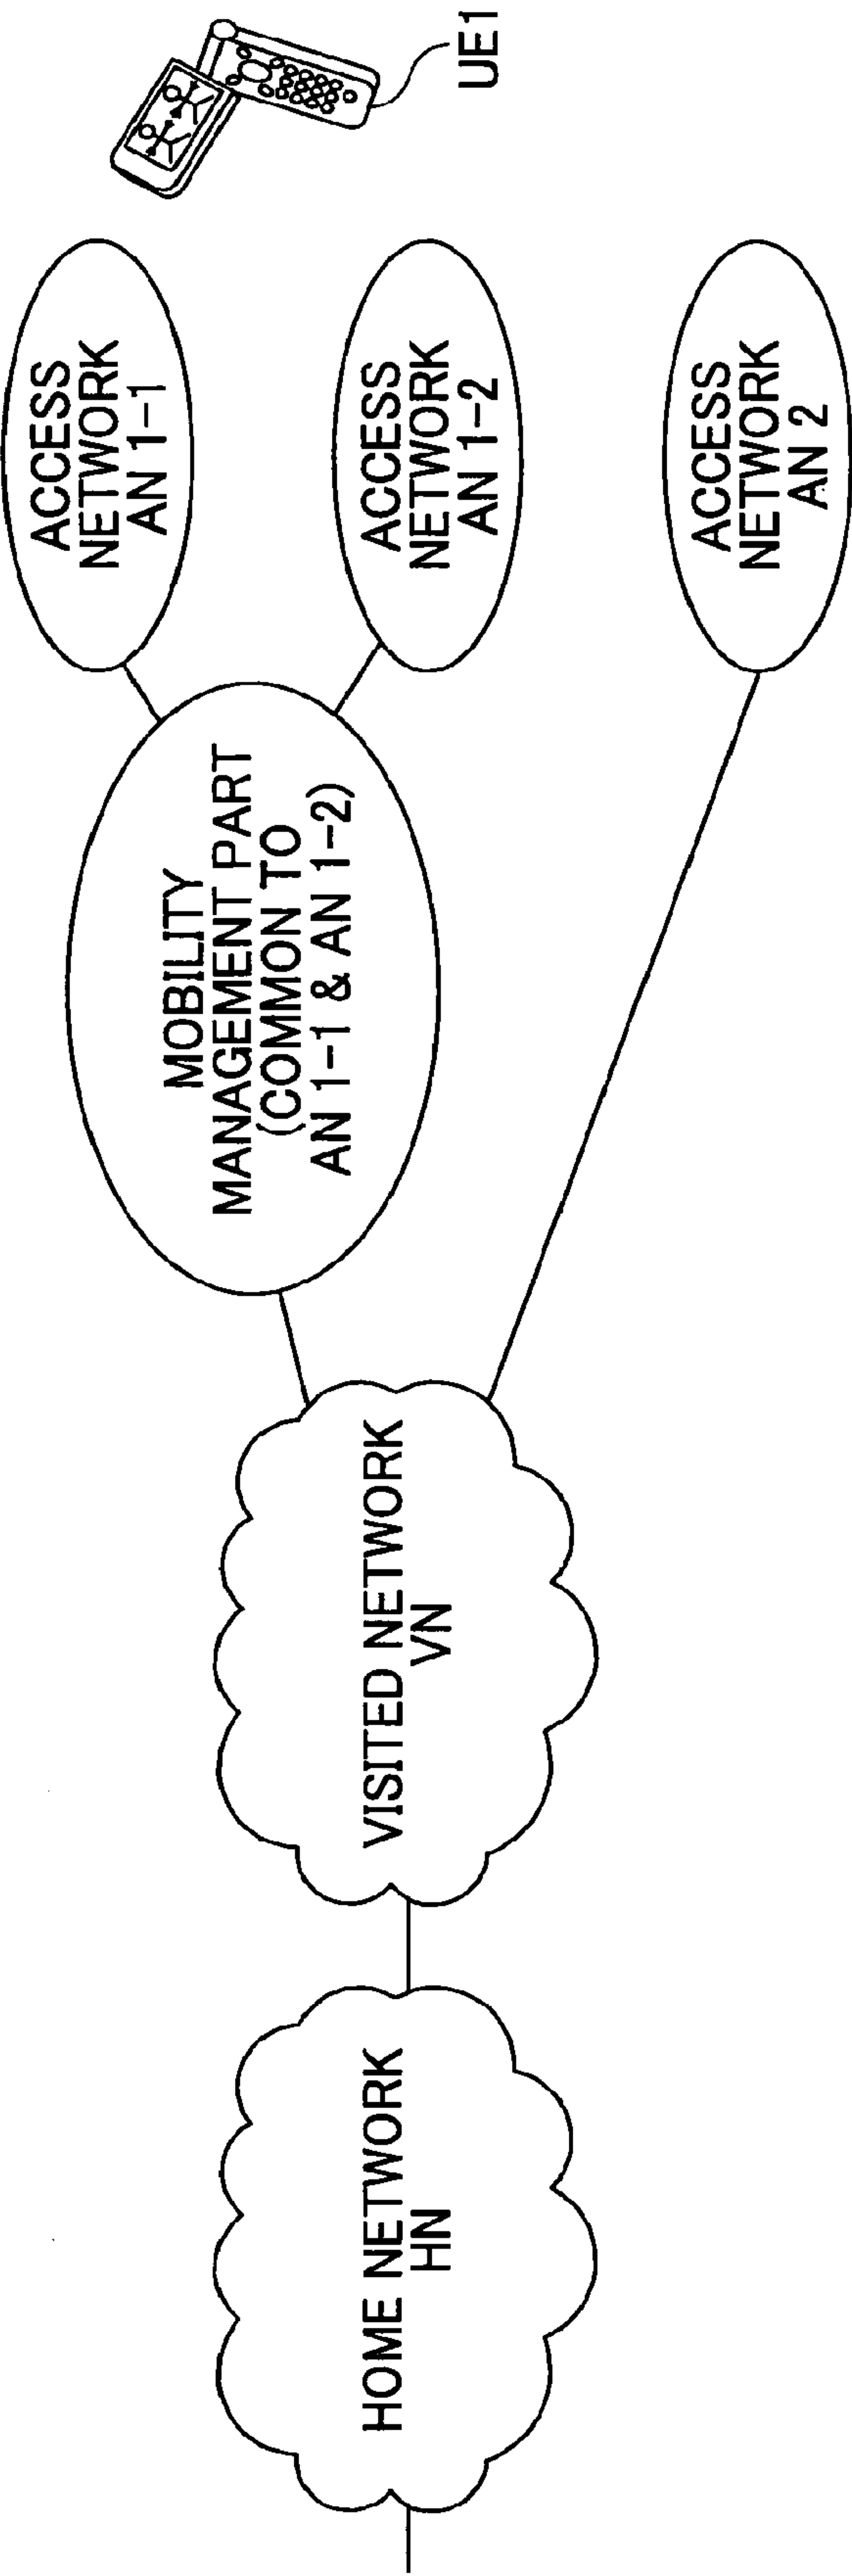 HOME NETWORK
HN
VISITED NETWORK
VN
MOBILITY
MANAGEMENT PART
(COMMON TO
AN 1-1 & AN 1-2)
ACCESS
NETWORK
AN 1-1
ACCESS
NETWORK
AN 1-2
ACCESS
NETWORK
AN 2
UE1